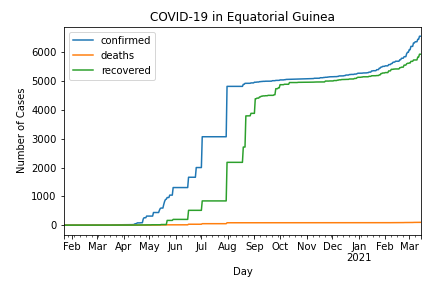 COVID-19 in Equatorial Guinea
confirmed
deaths
recovered
Number of Cases
6000
5000
4000
3000
2000
1000
0
Feb Mar Apr May Jun Jul Aug Sep Oct Nov Dec Jan Feb Mar
2021
Day